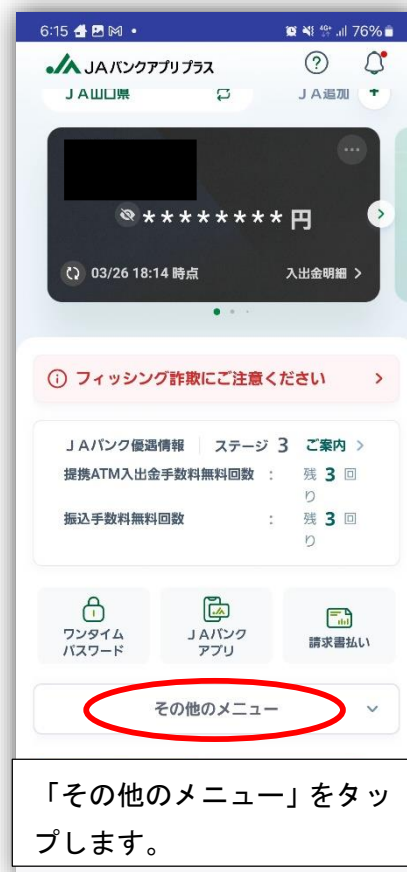 6:15 76%
JAバンクアプリ プラス
JA山口県 JA追加 +
********円
03/26 18:14 時点 入出金明細 >
フィッシング詐欺にご注意ください >
JAバンク優遇情報 ステージ 3 ご案内 >
提携ATM入出金手数料無料回数 : 残 3 回
り
振込手数料無料回数 : 残 3 回
り
ワンタイム
パスワード
JAバンク
アプリ
請求書払い
その他のメニュー
「その他のメニュー」をタッ
プします。